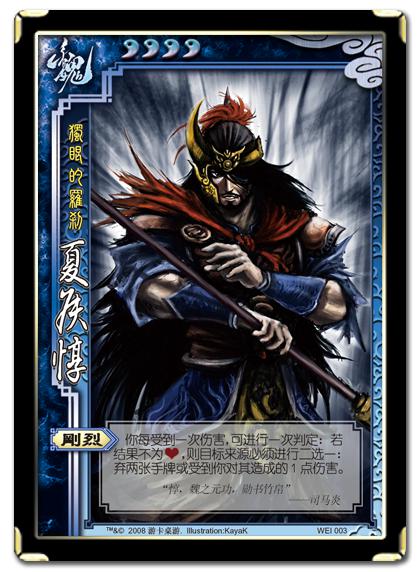 魏
獨眼的羅刹
夏侯惇
剛烈
你每受到一次伤害,可进行一次判定:若
结果不为♥,则目标来源必须进行二选一:
弃两张手牌或受到你对其造成的1点伤害。
“惇,魏之元功,勋书竹帛”
——司马炎
™&© 2008 游卡桌游. Illustration:KayaK WEI 003